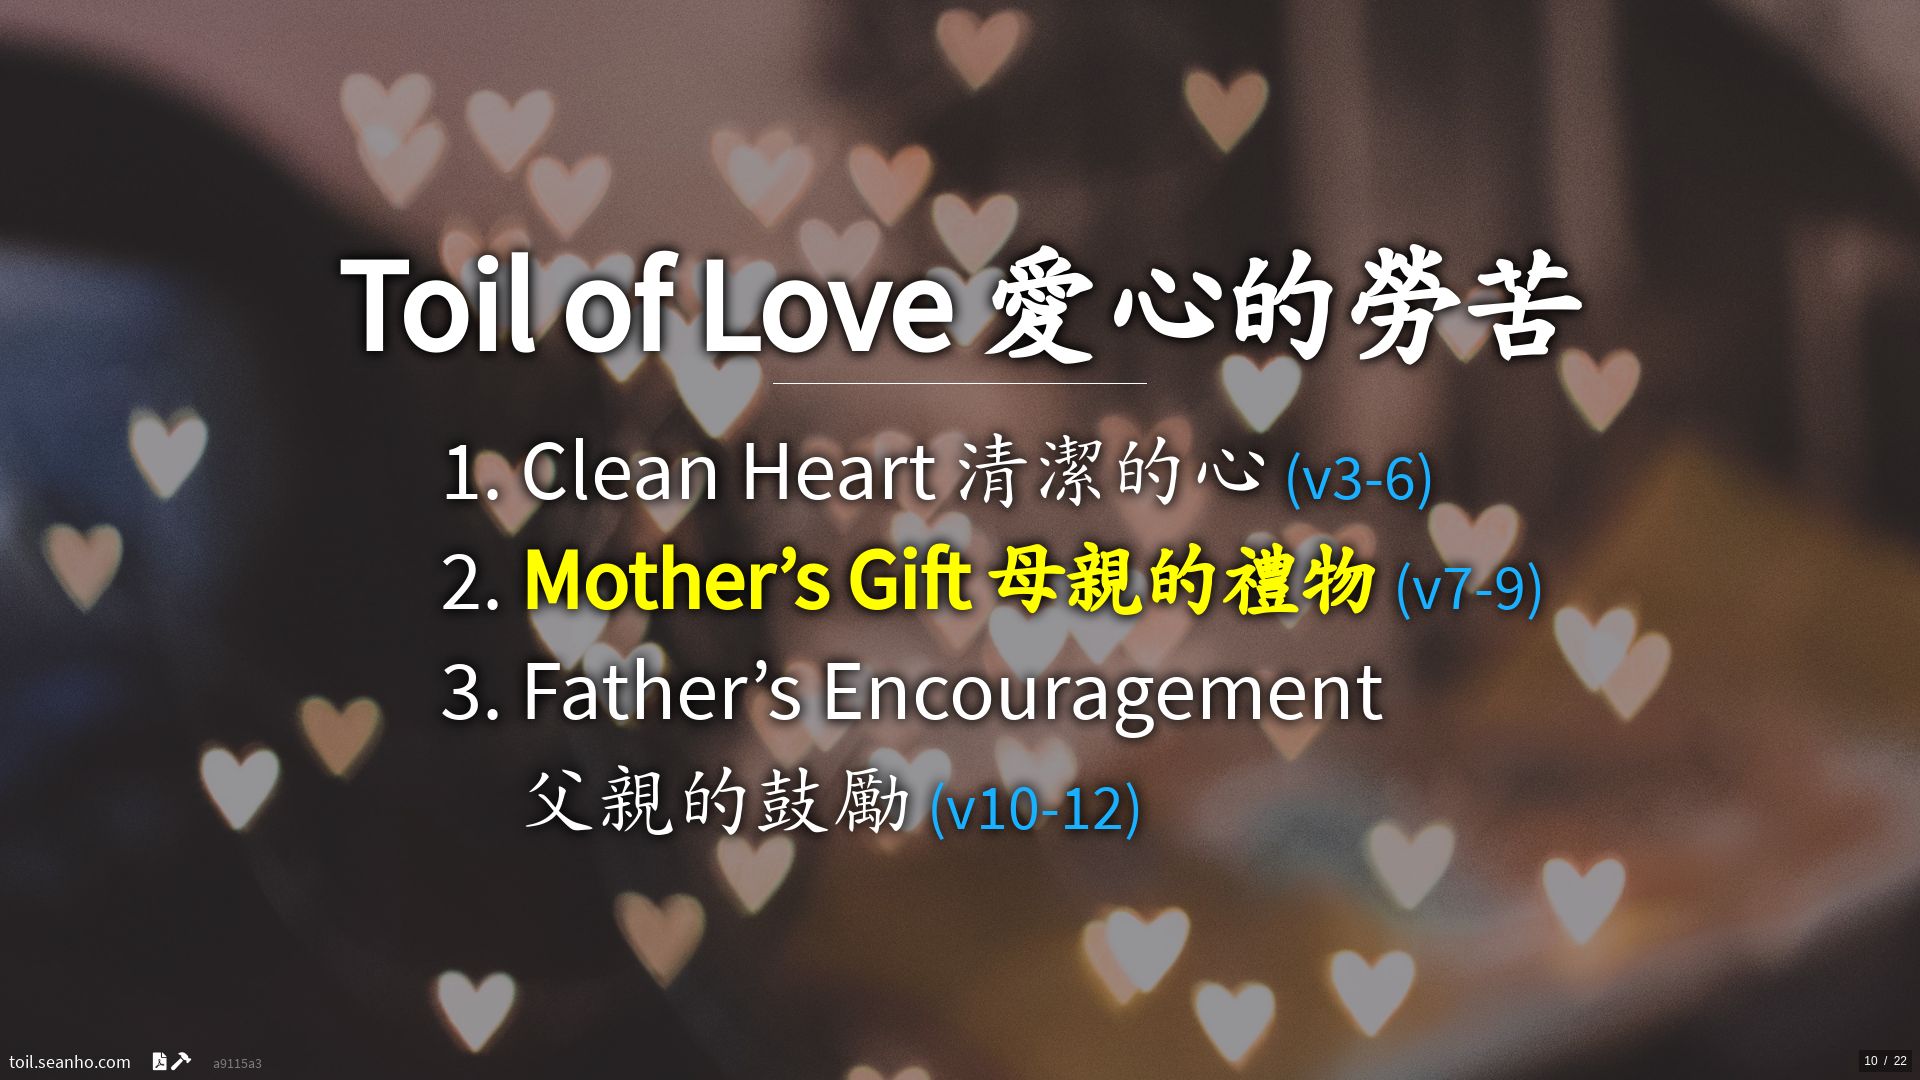 Toil of Love 愛心的勞苦
1. Clean Heart 清潔的心 (v3-6)
2. Mother’s Gift 母親的禮物 (v7-9)
3. Father’s Encouragement
父親的鼓勵 (v10-12)
toil.seanho.com a9115a3
10 / 22